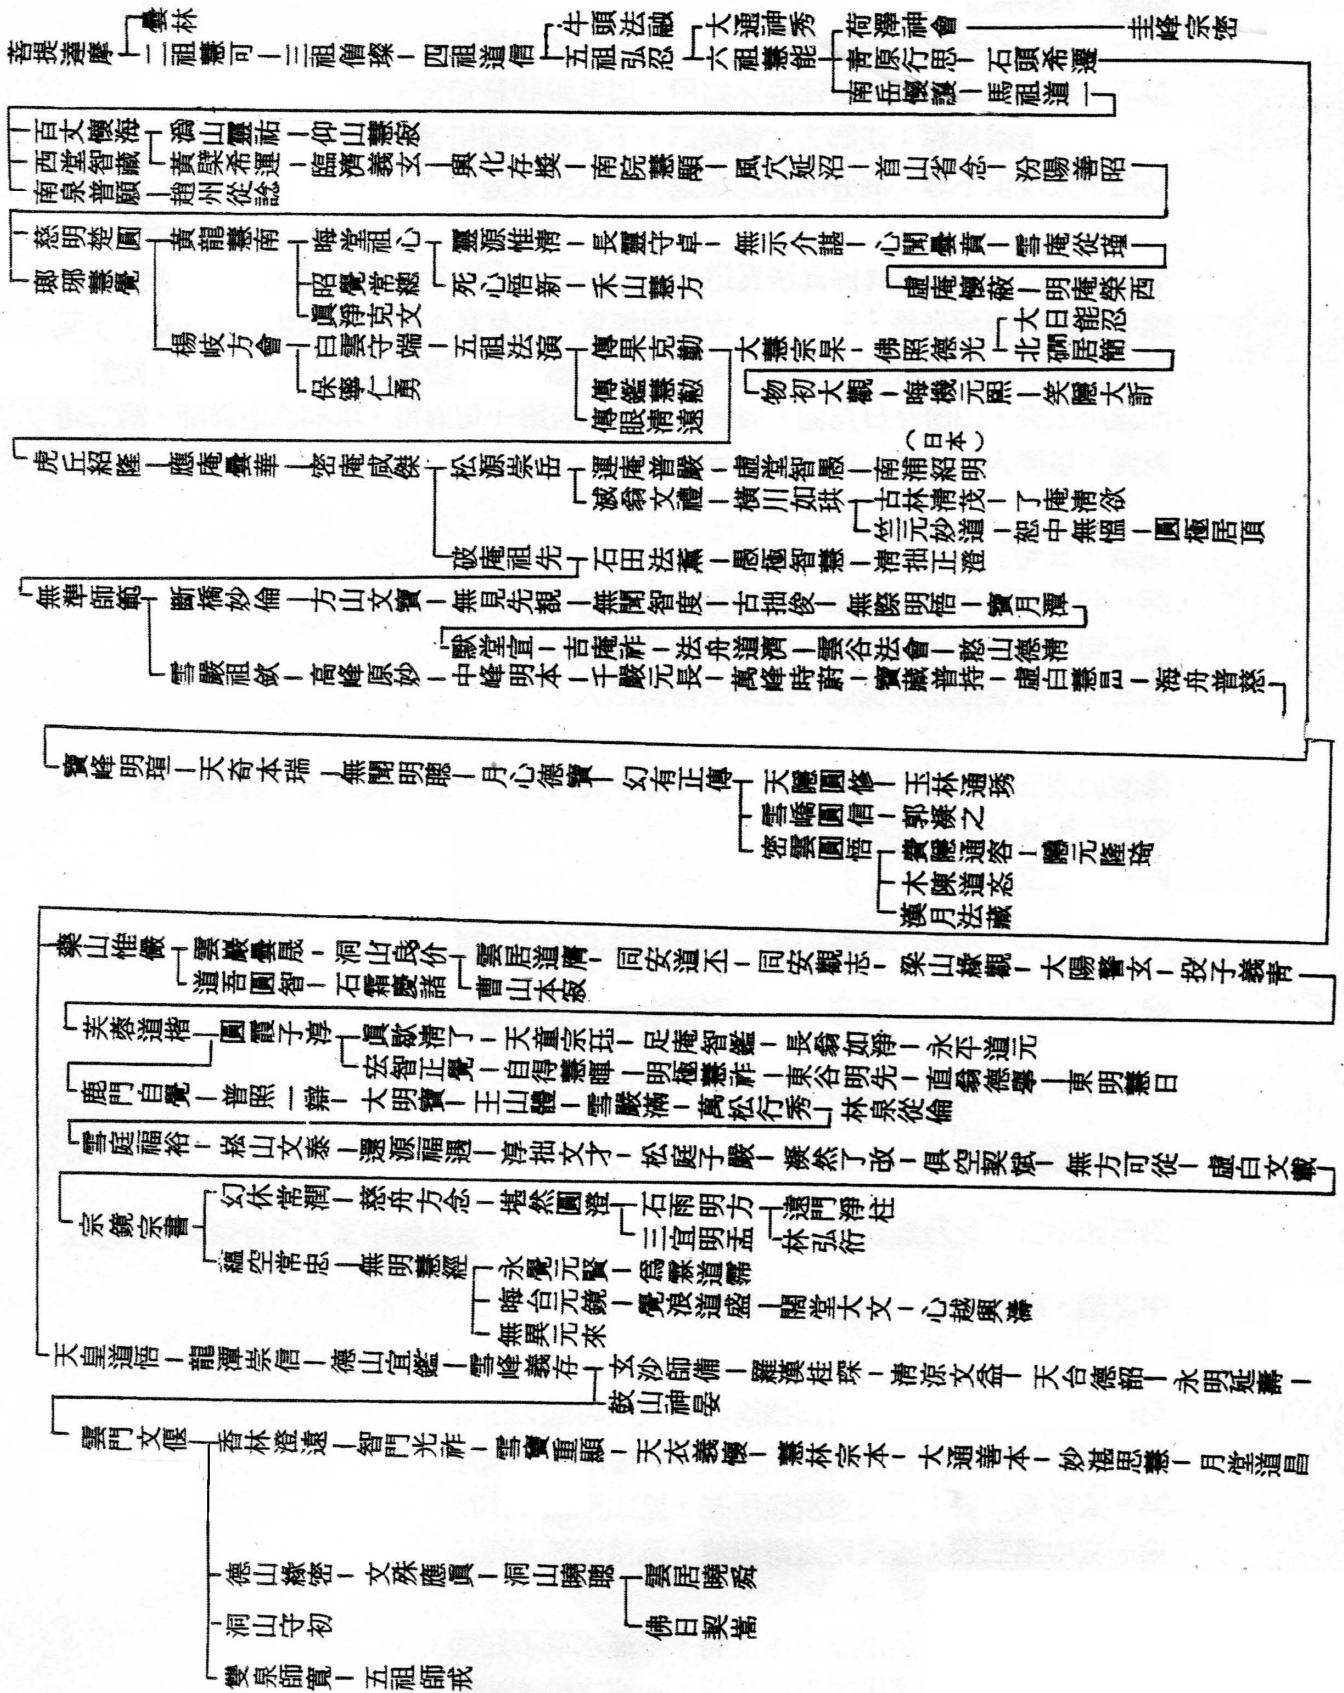 曇林
牛頭法融 大通神秀 荷澤神會 圭峰宗密
菩提達摩 二祖慧可 三祖僧璨 四祖道信 五祖弘忍 六祖慧能 青原行思 石頭希遷
南岳懷讓 馬祖道一
百丈懷海 潙山靈祐 仰山慧寂
西堂智藏 黃檗希運 臨濟義玄 興化存獎 南院慧顒 風穴延沼 首山省念 汾陽善昭
南泉普願 趙州從諗
慈明楚圓 黃龍慧南 晦堂祖心 靈源惟清 長靈守卓 無示介諶 心聞曇賁 雪庵從瑾
瑯琊慧覺 昭覺常總 死心悟新 禾山慧方 虛庵懷敞 明庵榮西
眞淨克文 大日能忍
楊岐方會 白雲守端 五祖法演 傳果克勤 大慧宗杲 佛照德光 北磵居簡
保寧仁勇 傳鑑慧懃 物初大觀 晦機元照 笑隱大訢
傳眼清遠
(日本)
虎丘紹隆 應庵曇華 密庵咸傑 松源崇岳 運庵普嚴 虛堂智愚 南浦紹明
滅翁文禮 橫川如珙 古林清茂 了庵清欲
竺元妙道 恕中無慍 圓極居頂
破庵祖先 石田法薰 愚極智慧 清拙正澄
無準師範 斷橋妙倫 方山文寶 無見先覩 無聞智度 古拙俊 無際明悟 寶月潭
默堂宣 吉庵祚 法舟道濟 雲谷法會 憨山德清
雪嚴祖欽 高峰原妙 中峰明本 千嚴元長 萬峰時蔚 寶藏普持 虛白慧旵 海舟普慈
寶峰明瑄 天奇本瑞 無聞明聰 月心德寶 幻有正傳 天隱圓修 玉林通琇
雪嶠圓信 郭凝之
密雲圓悟 費隱通容 隱元隆琦
木陳道忞
漢月法藏
藥山惟儼 雲嚴曇晟 洞山良价 雲居道膺 同安道丕 同安觀志 梁山緣觀 大陽警玄 投子義青
道吾圓智 石霜慶諸 曹山本寂
芙蓉道楷 圓霞子淳 眞歇清了 天童宗珏 足庵智鑑 長翁如淨 永平道元
宏智正覺 自得慧暉 明極慧祚 東谷明光 直翁德擧 東明慧日
鹿門自覺 普照一辯 大明寶 王山體 雪嚴滿 萬松行秀 林泉從倫
雪庭福裕 崧山文泰 還源福遇 淳拙文才 松庭子嚴 凝然了改 俱空契斌 無方可從 虛白文載
幻休常潤 慈舟方念 堪然圓澄 石雨明方 遠門淨柱
宗鏡宗書 三宜明盂 林弘衍
蘊空常忠 無明慧經 永覺元賢 爲霖道霈
晦台元鏡 覺浪道盛 闊堂大文 心越興濤
無異元來
天皇道悟 龍潭崇信 德山宣鑑 雪峰義存 玄沙師備 羅漢桂琛 清涼文益 天台德韶 永明延壽
鼓山神晏
雲門文偃 香林澄遠 智門光祚 雪竇重顯 天衣義懷 慧林宗本 大通善本 妙湛思慧 月堂道昌
德山緣密 文殊應眞 洞山曉聰 雲居曉舜
洞山守初 佛日契嵩
雙泉師寬 五祖師戒